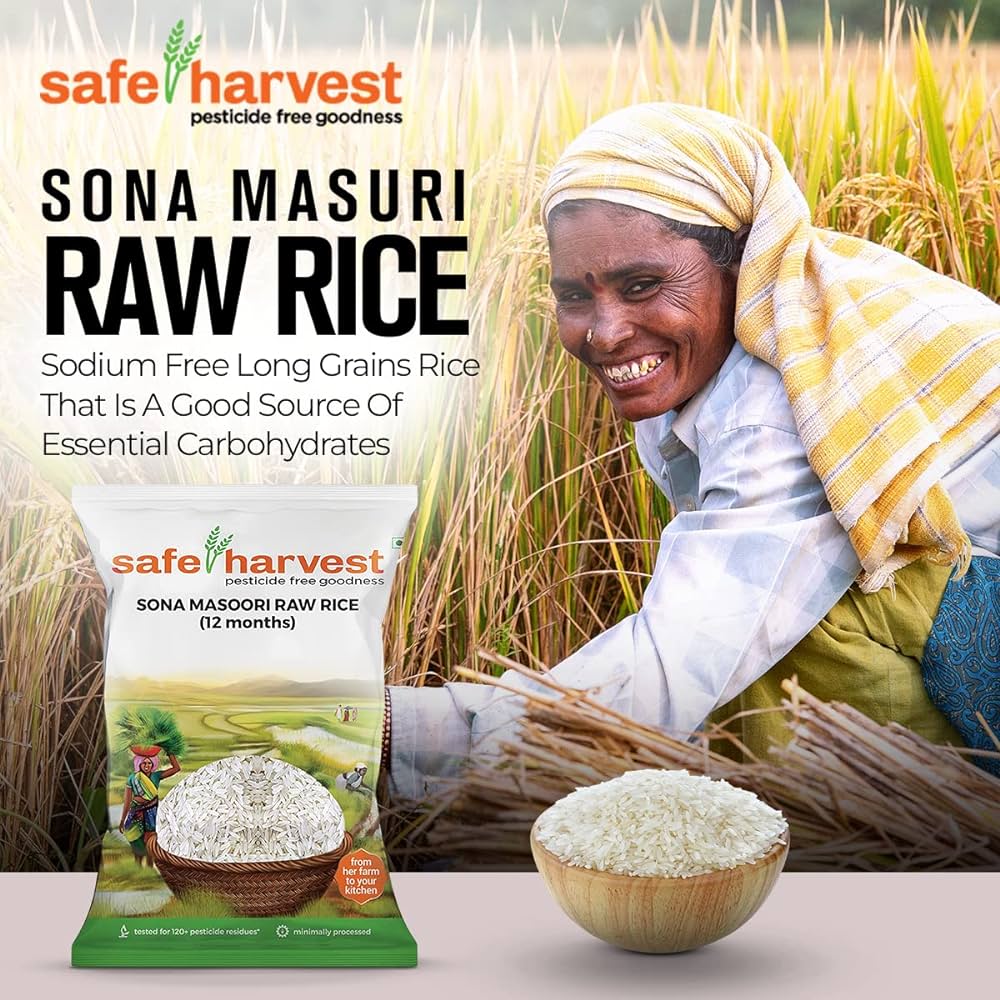 safe harvest
pesticide free goodness
SONA MASURI
RAW RICE
Sodium Free Long Grains Rice
That Is A Good Source Of
Essential Carbohydrates
safe harvest
pesticide free goodness
SONA MASOORI RAW RICE
(12 months)
from
her farm
to your
kitchen
tested for 120+ pesticide residues*
minimally processed